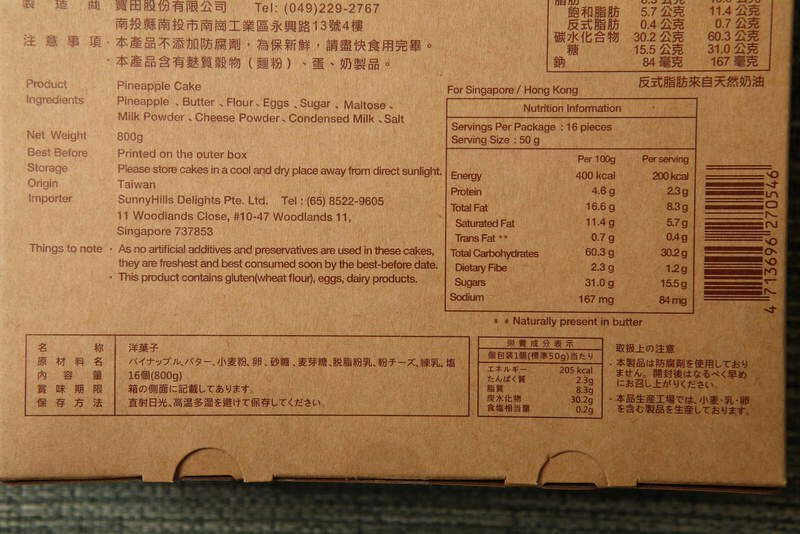 製 造 商 寶田股份有限公司 Tel: (049)229-2767
南投縣南投市南崗工業區永興路13號4樓
注 意 事 項・本產品不添加防腐劑，為保新鮮，請盡快食用完畢。
・本產品含有麩質穀物（麵粉）、蛋、奶製品。
脂肪
飽和脂肪 5.7 公克 11.4 公克
反式脂肪 0.4 公克 0.7 公克
碳水化合物 30.2 公克 60.3 公克
糖 15.5 公克 31.0 公克
鈉 84 毫克 167 毫克
反式脂肪來自天然奶油
Product Pineapple Cake
Ingredients Pineapple、Butter、Flour、Eggs、Sugar、Maltose、
Milk Powder、Cheese Powder、Condensed Milk、Salt
Net Weight 800g
Best Before Printed on the outer box
Storage Please store cakes in a cool and dry place away from direct sunlight.
Origin Taiwan
Importer SunnyHills Delights Pte. Ltd. Tel : (65) 8522-9605
11 Woodlands Close, #10-47 Woodlands 11,
Singapore 737853
Things to note・As no artificial additives and preservatives are used in these cakes,
they are freshest and best consumed soon by the best-before date.
・This product contains gluten(wheat flour), eggs, dairy products.
For Singapore / Hong Kong
Nutrition Information
Servings Per Package : 16 pieces
Serving Size : 50 g
Per 100g Per serving
Energy 400 kcal 200 kcal
Protein 4.6 g 2.3 g
Total Fat 16.6 g 8.3 g
Saturated Fat 11.4 g 5.7 g
Trans Fat ** 0.7 g 0.4 g
Total Carbohydrates 60.3 g 30.2 g
Dietary Fibe 2.3 g 1.2 g
Sugars 31.0 g 15.5 g
Sodium 167 mg 84 mg
** Naturally present in butter
4 713696 270546
名 称 洋菓子
原 材 料 名 パイナップル、バター、小麦粉、卵、砂糖、麦芽糖、脱脂粉乳、粉チーズ、練乳、塩
内 容 量 16個(800g)
賞 味 期 限 箱の側面に記載してあります。
保 存 方 法 直射日光、高温多湿を避けて保存してください。
栄 養 成 分 表 示
個包装1個(標準50g)当たり
エネルギー 205 kcal
たんぱく質 2.3g
脂質 8.3g
炭水化物 30.2g
食塩相当量 0.2g
取扱上の注意
・本製品は防腐剤を使用しており
ません。開封後はなるべく早め
にお召し上がりください。
・本品生産工場では、小麦・乳・卵
を含む製品を生産しております。